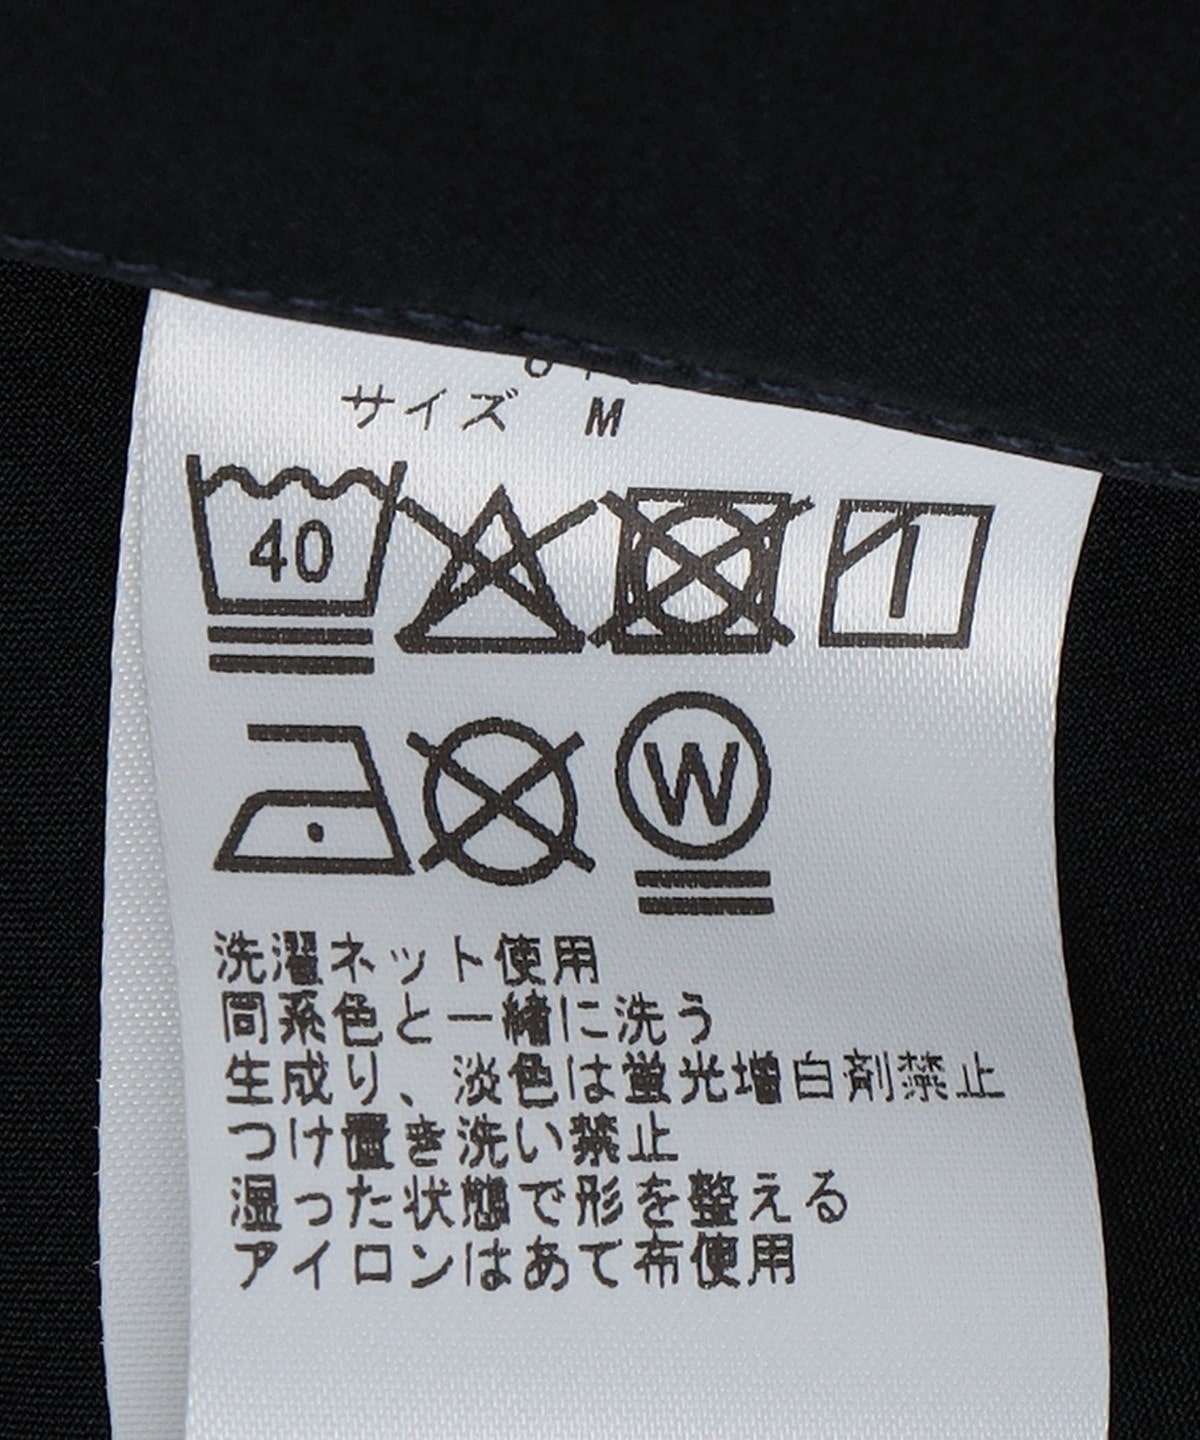 サイズ M
40
W
洗濯ネット使用
同系色と一緒に洗う
生成り、淡色は蛍光増白剤禁止
つけ置き洗い禁止
湿った状態で形を整える
アイロンはあて布使用